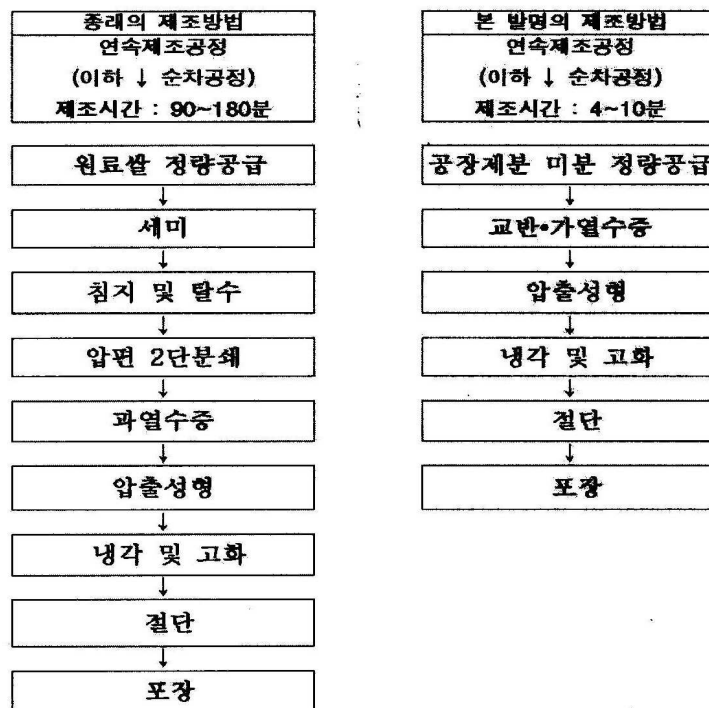 종래의 제조방법
연속제조공정
(이하 ↓ 순차공정)
제조시간 : 90~180분
원료쌀 정량공급
↓
세미
↓
침지 및 탈수
↓
압편 2단분쇄
↓
과열수증
↓
압출성형
↓
냉각 및 고화
↓
절단
↓
포장
본 발명의 제조방법
연속제조공정
(이하 ↓ 순차공정)
제조시간 : 4~10분
공장제분 미분 정량공급
↓
교반•가열수증
↓
압출성형
↓
냉각 및 고화
↓
절단
↓
포장